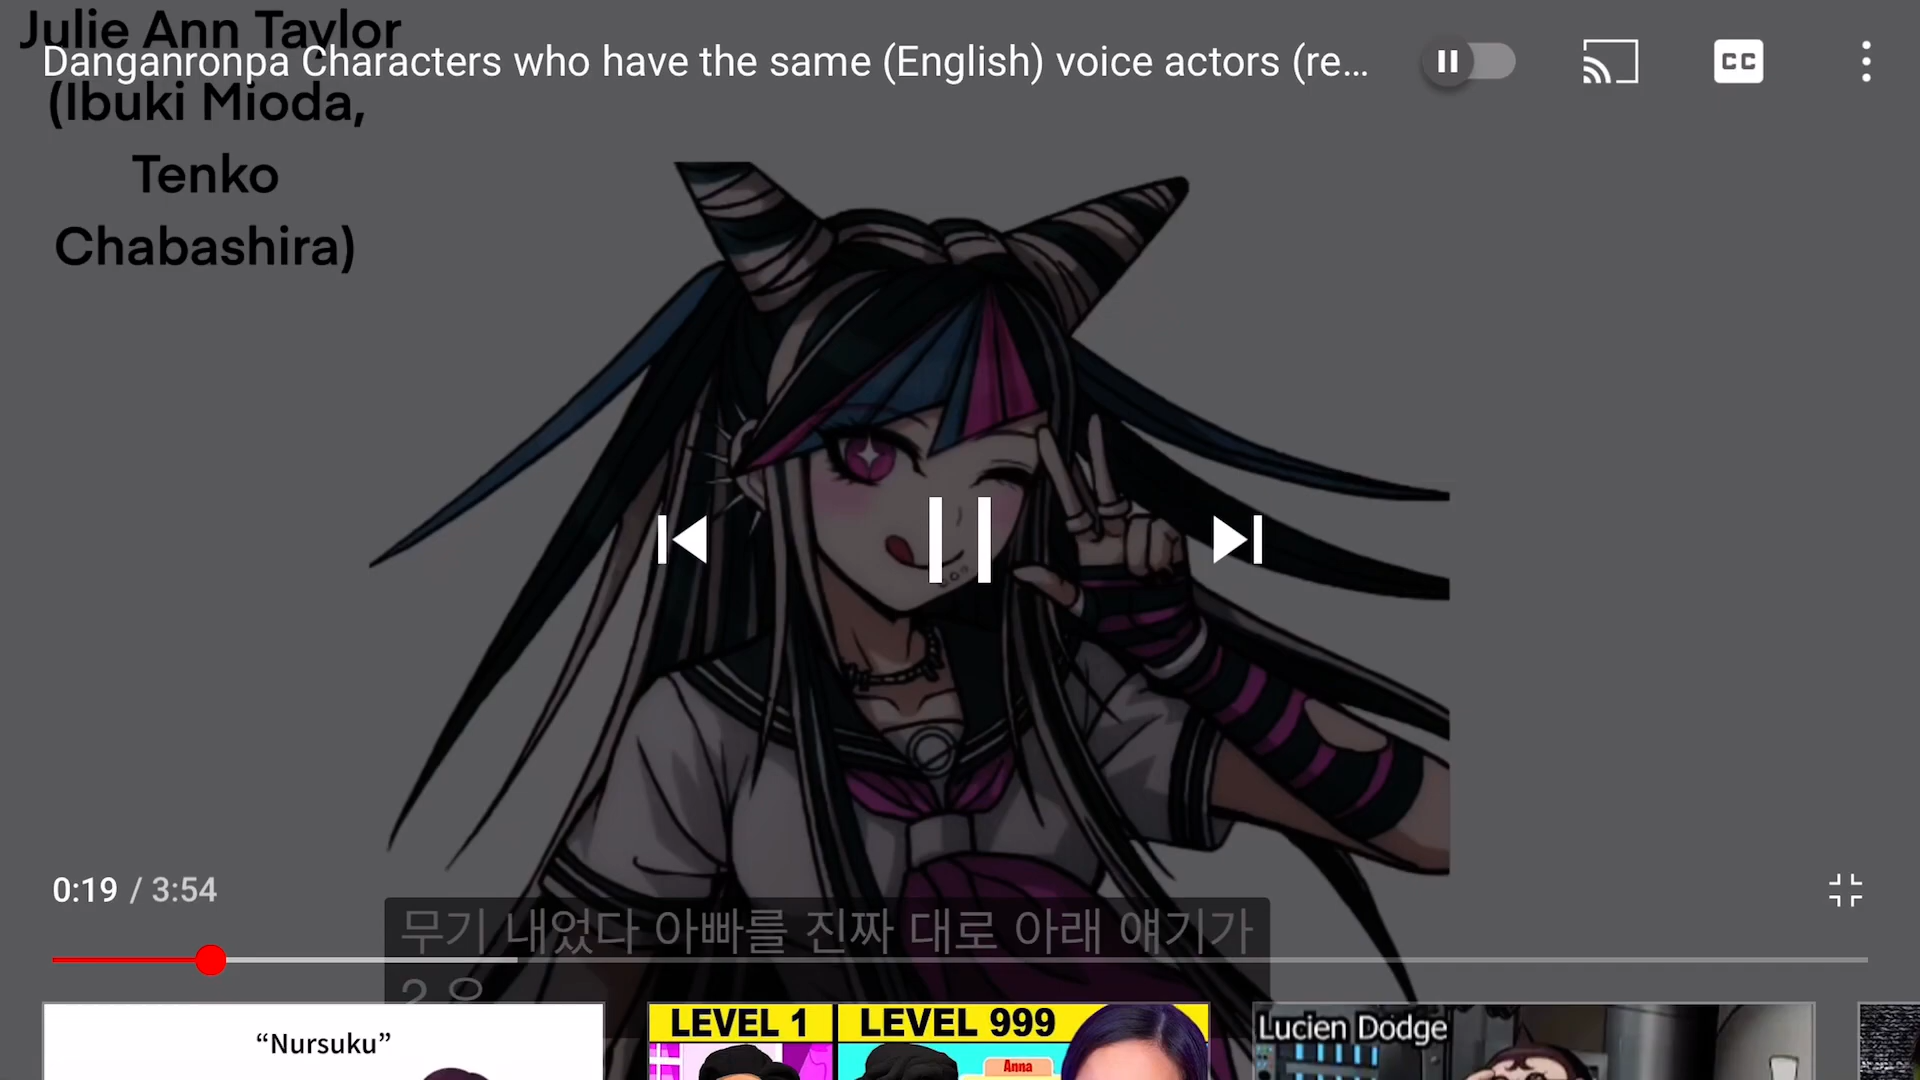 Julie Ann Taylor
Danganronpa Characters who have the same (English) voice actors (re...
CC
(Ibuki Mioda,
Tenko
Chabashira)
0:19 / 3:54
무기 내었다 아빠를 진짜 대로 아래 얘기가
“Nursuku”
LEVEL 1
LEVEL 999
Anna
Lucien Dodge